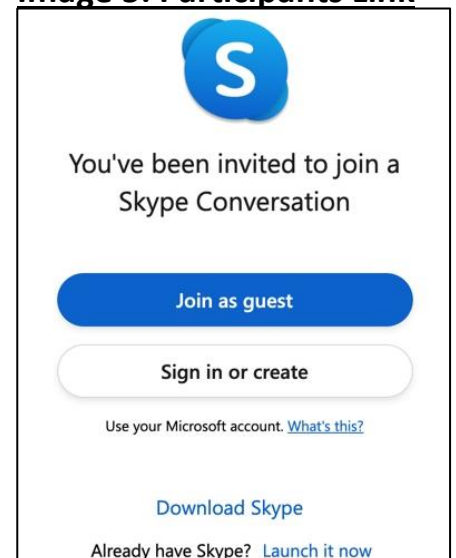 Image 3: Participants Link
S
You've been invited to join a
Skype Conversation
Join as guest
Sign in or create
Use your Microsoft account. What's this?
Download Skype
Already have Skype? Launch it now